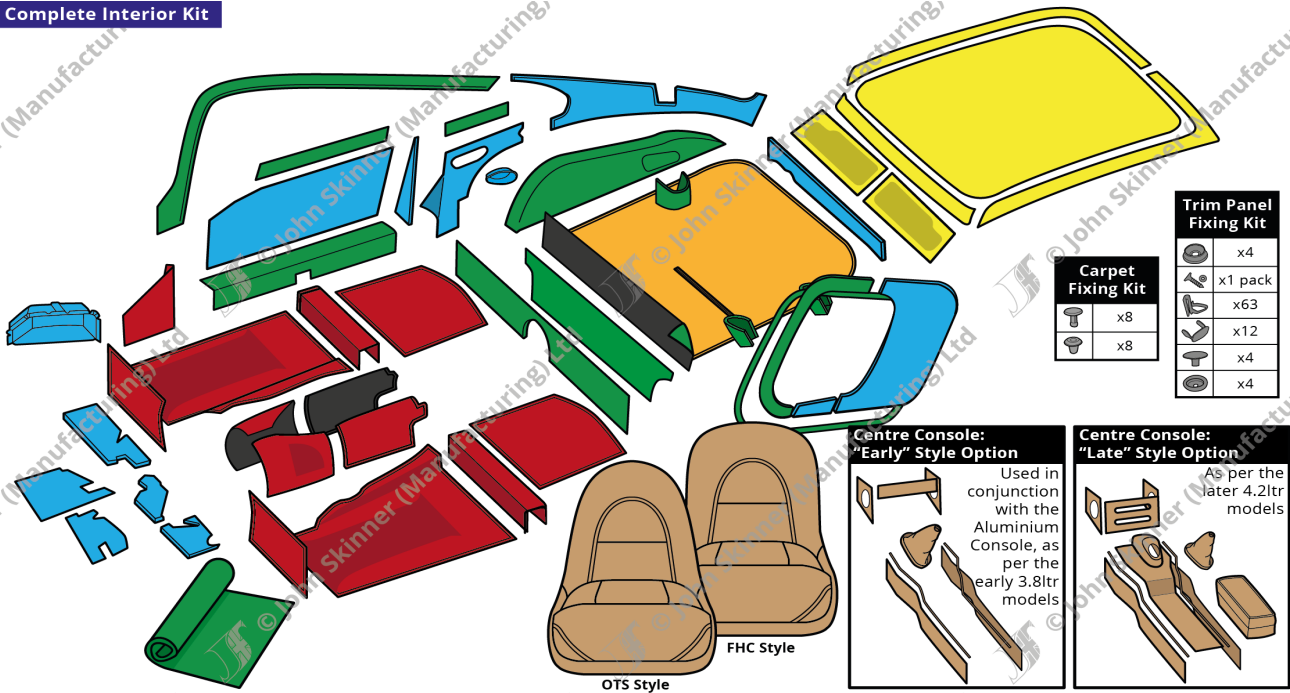 Complete Interior Kit
© John Skinner (Manufacturing) Ltd
Trim Panel
Fixing Kit
x4
x1 pack
x63
x12
x4
x4
Carpet
Fixing Kit
x8
x8
Centre Console:
“Early” Style Option
Used in
conjunction
with the
Aluminium
Console, as
per the
early 3.8ltr
models
Centre Console:
“Late” Style Option
As per the
later 4.2ltr
models
FHC Style
OTS Style